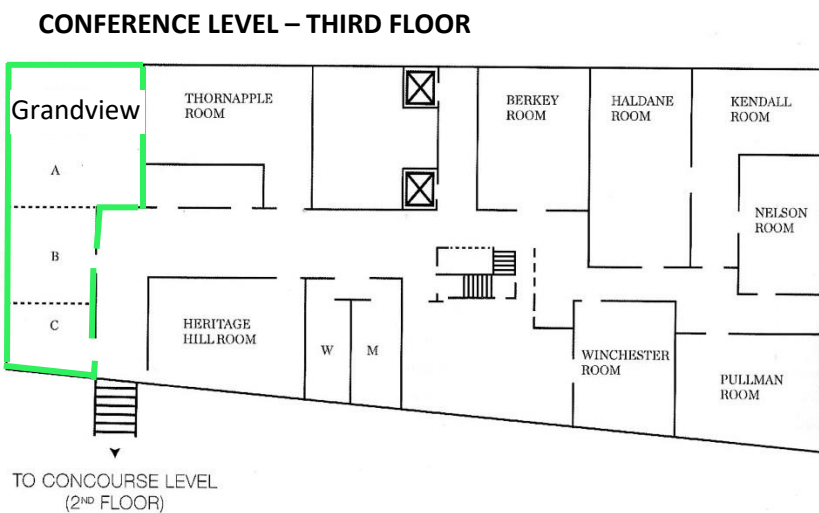 CONFERENCE LEVEL – THIRD FLOOR
Grandview
A
B
C
THORNAPPLE
ROOM
BERKEY
ROOM
HALDANE
ROOM
KENDALL
ROOM
NELSON
ROOM
HERITAGE
HILL ROOM
W
M
WINCHESTER
ROOM
PULLMAN
ROOM
TO CONCOURSE LEVEL
(2ND FLOOR)